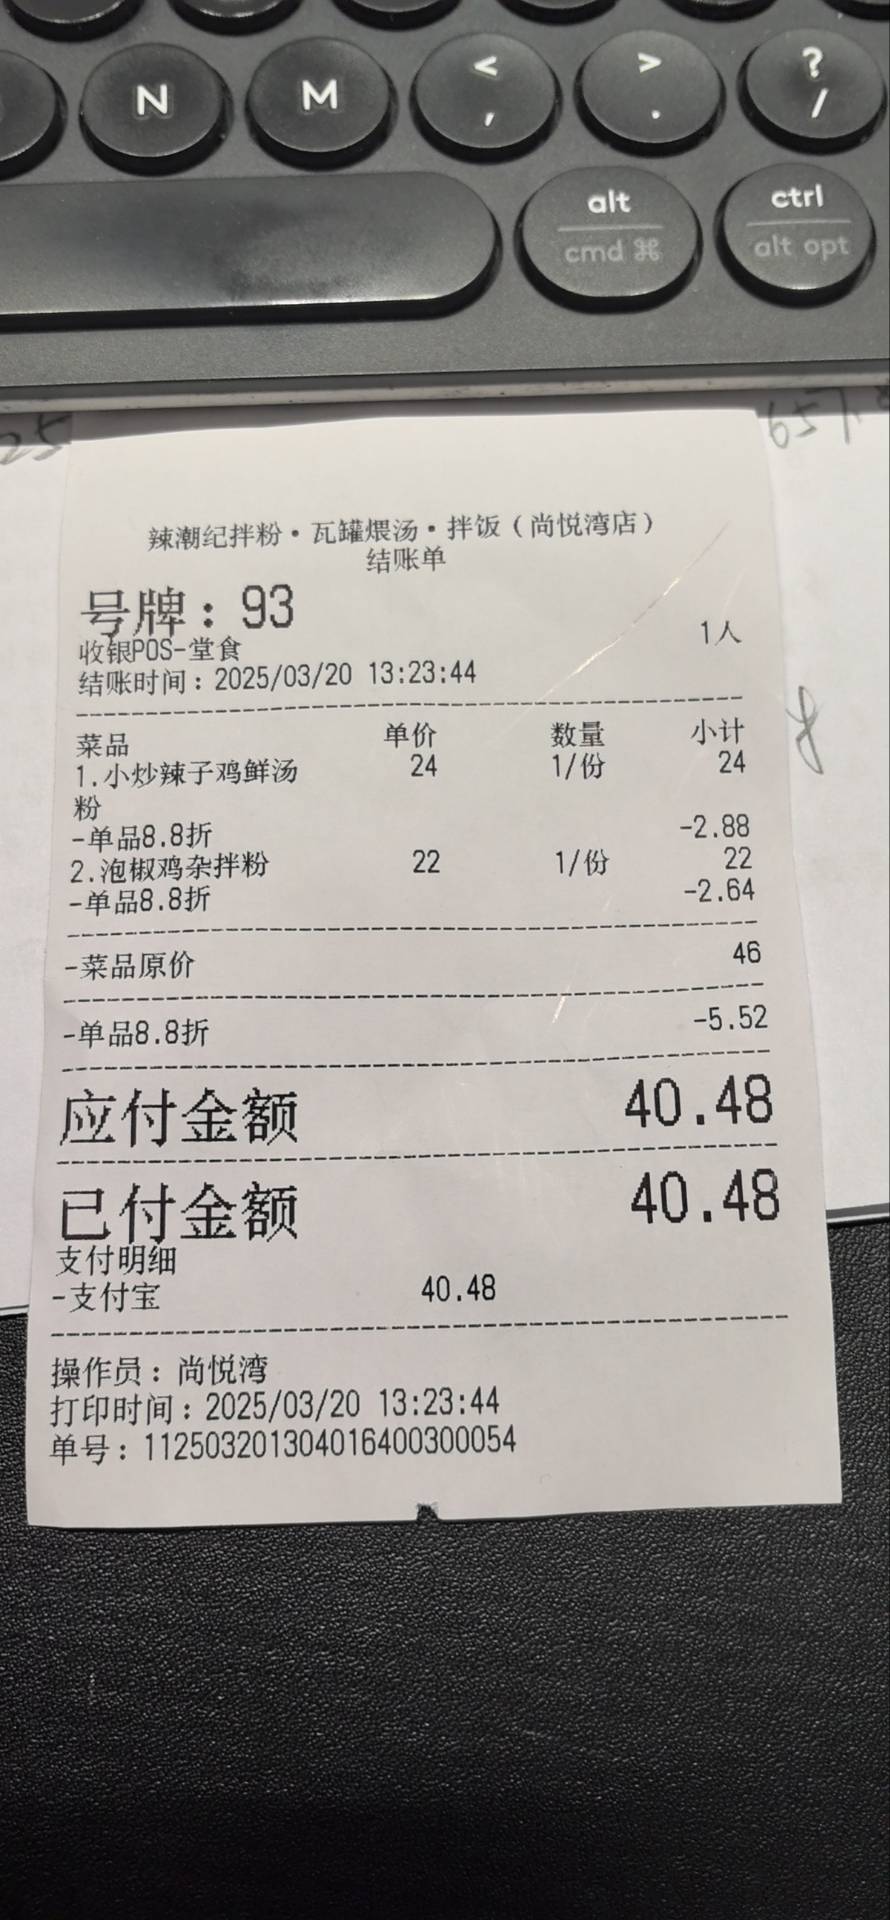 N M < , > . ? /
alt ctrl
cmd ⌘ alt opt
25 657.8
辣潮纪拌粉·瓦罐煨汤·拌饭(尚悦湾店)
结账单
号牌：93
收银POS-堂食 1人
结账时间：2025/03/20 13:23:44
菜品 单价 数量 小计
1.小炒辣子鸡鲜汤 24 1/份 24
粉
-单品8.8折 -2.88
2.泡椒鸡杂拌粉 22 1/份 22
-单品8.8折 -2.64
-菜品原价 46
-单品8.8折 -5.52
应付金额 40.48
已付金额 40.48
支付明细
-支付宝 40.48
操作员：尚悦湾
打印时间：2025/03/20 13:23:44
单号：112503201304016400300054